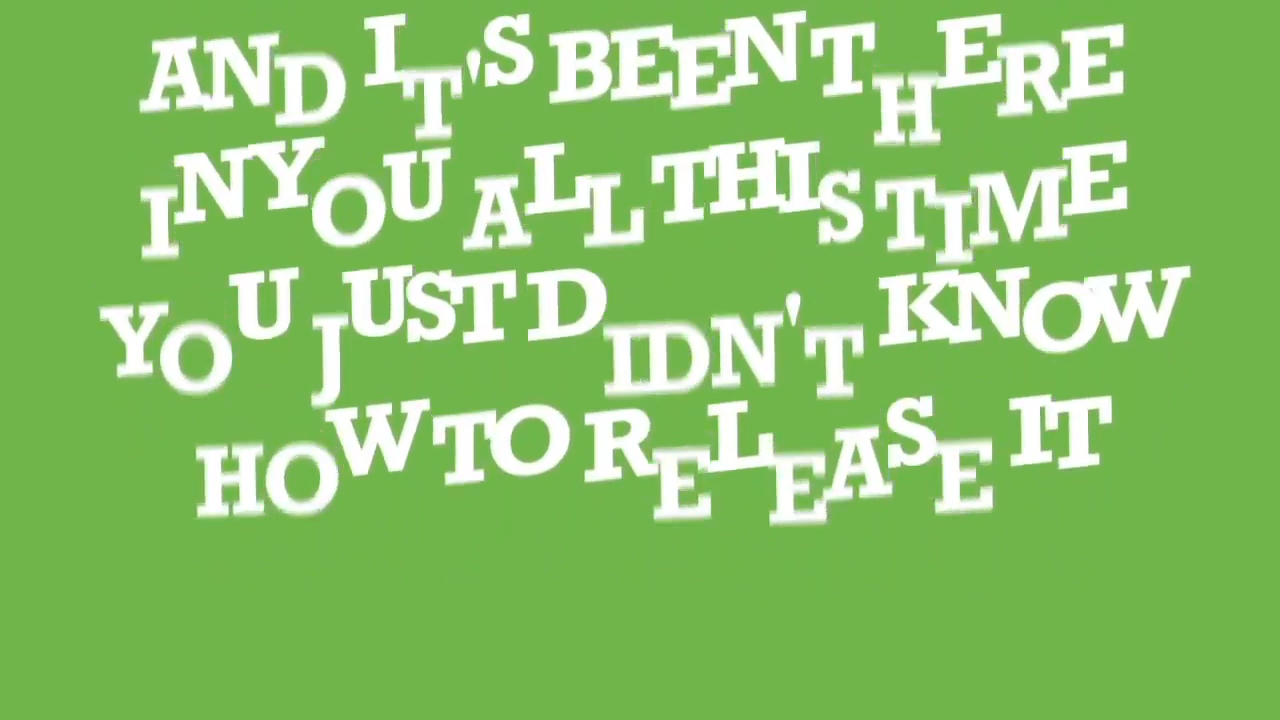 AND IT'S BEEN THERE
IN YOU ALL THIS TIME
YOU JUST DIDN'T KNOW
HOW TO RELEASE IT